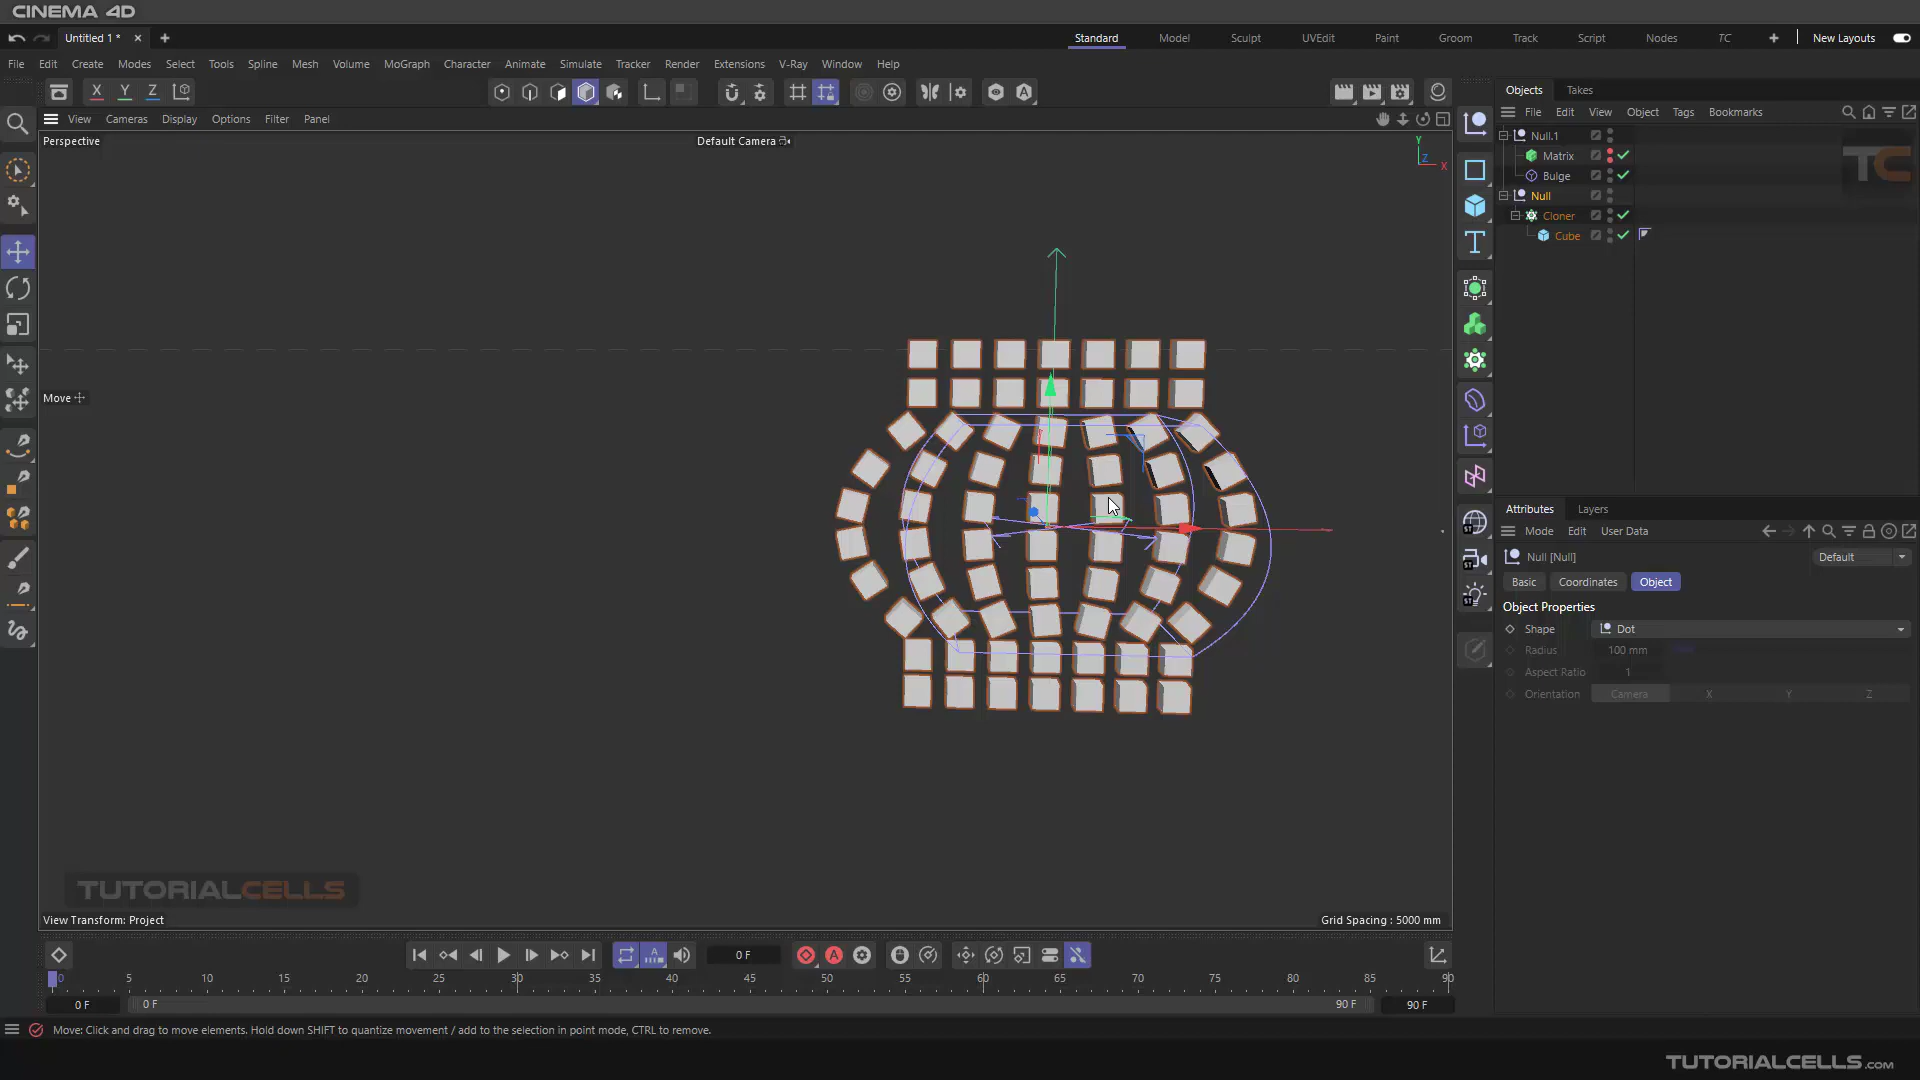 CINEMA 4D
Untitled 1 *
Standard Model Sculpt UVEdit Paint Groom Track Script Nodes TC New Layouts
File Edit Create Modes Select Tools Spline Mesh Volume MoGraph Character Animate Simulate Tracker Render Extensions V-Ray Window Help
X Y Z
Objects Takes
View Cameras Display Options Filter Panel
File Edit View Object Tags Bookmarks
Perspective
Default Camera
Y
Z
X
Null.1
Matrix
Bulge
Null
Cloner
Cube
TC
Move
Attributes Layers
Mode Edit User Data
Null [Null]
Default
Basic Coordinates Object
Object Properties
Shape Dot
Radius 100 mm
Aspect Ratio 1
Orientation Camera X Y Z
TUTORIALCELLS
View Transform: Project
Grid Spacing : 5000 mm
0 F
0 5 10 15 20 25 30 35 40 45 50 55 60 65 70 75 80 85 90
0 F 0 F 90 F 90 F
Move: Click and drag to move elements. Hold down SHIFT to quantize movement / add to the selection in point mode, CTRL to remove.
TUTORIALCELLS.COM